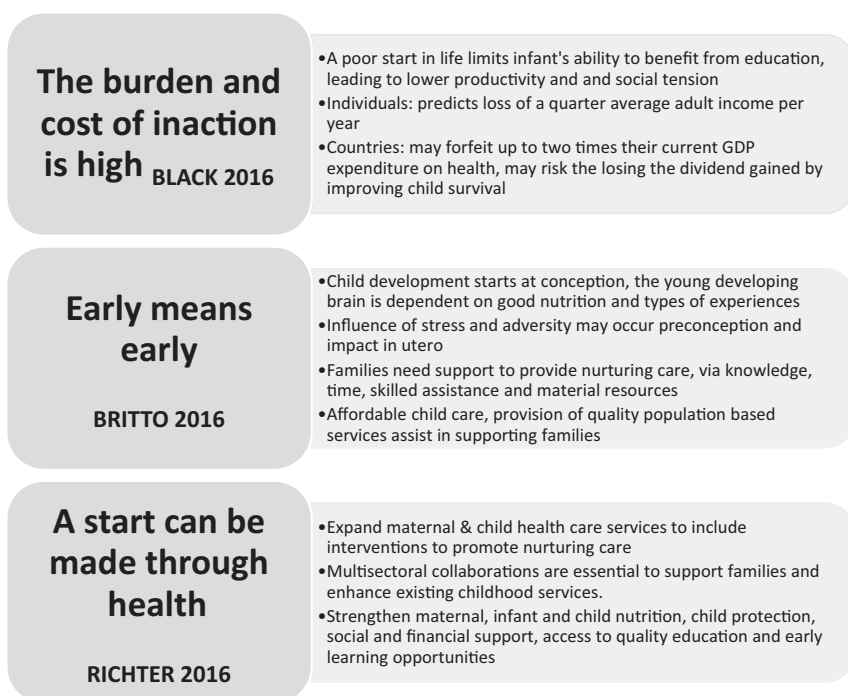 The burden and
cost of inaction
is high BLACK 2016
•A poor start in life limits infant's ability to benefit from education,
leading to lower productivity and and social tension
•Individuals: predicts loss of a quarter average adult income per
year
•Countries: may forfeit up to two times their current GDP
expenditure on health, may risk the losing the dividend gained by
improving child survival
Early means
early
BRITTO 2016
•Child development starts at conception, the young developing
brain is dependent on good nutrition and types of experiences
•Influence of stress and adversity may occur preconception and
impact in utero
•Families need support to provide nurturing care, via knowledge,
time, skilled assistance and material resources
•Affordable child care, provision of quality population based
services assist in supporting families
A start can be
made through
health
RICHTER 2016
•Expand maternal & child health care services to include
interventions to promote nurturing care
•Multisectoral collaborations are essential to support families and
enhance existing childhood services.
•Strengthen maternal, infant and child nutrition, child protection,
social and financial support, access to quality education and early
learning opportunities